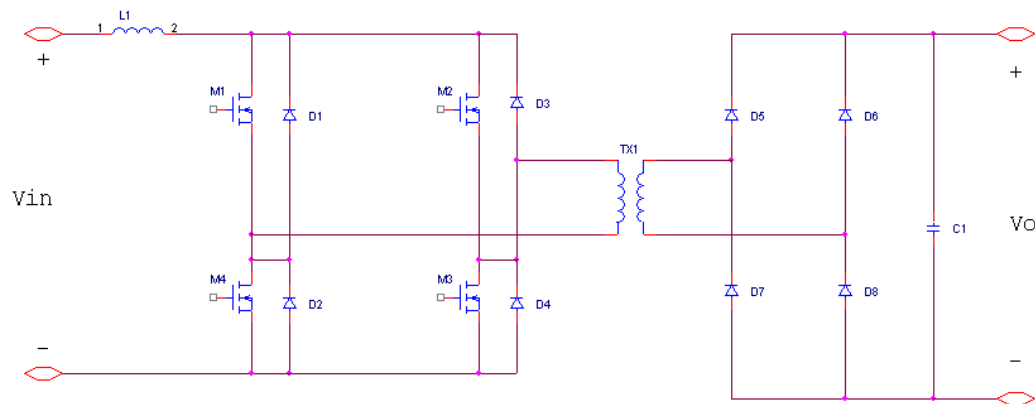 L1
1 2
+ +
M1 M2 D3
D1 D5 D6
TX1
Vin Vo
C1
M4 M3
D2 D4 D7 D8
- -